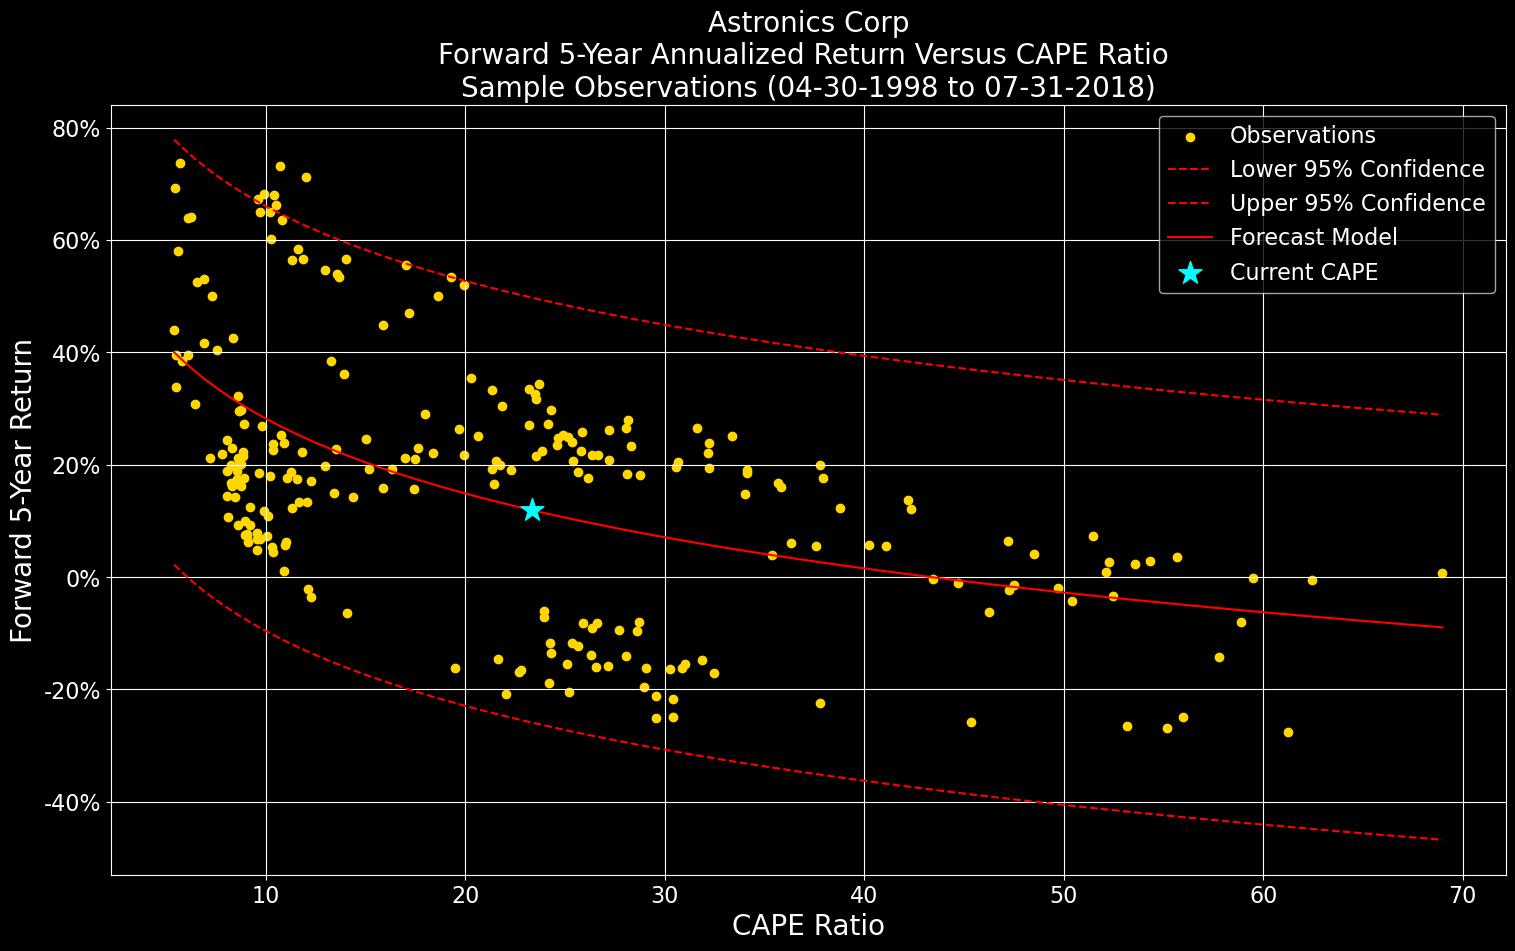 Astronics Corp
Forward 5-Year Annualized Return Versus CAPE Ratio
Sample Observations (04-30-1998 to 07-31-2018)
Observations
Lower 95% Confidence
Upper 95% Confidence
Forecast Model
Current CAPE
Forward 5-Year Return
80%
60%
40%
20%
0%
-20%
-40%
10 20 30 40 50 60 70
CAPE Ratio